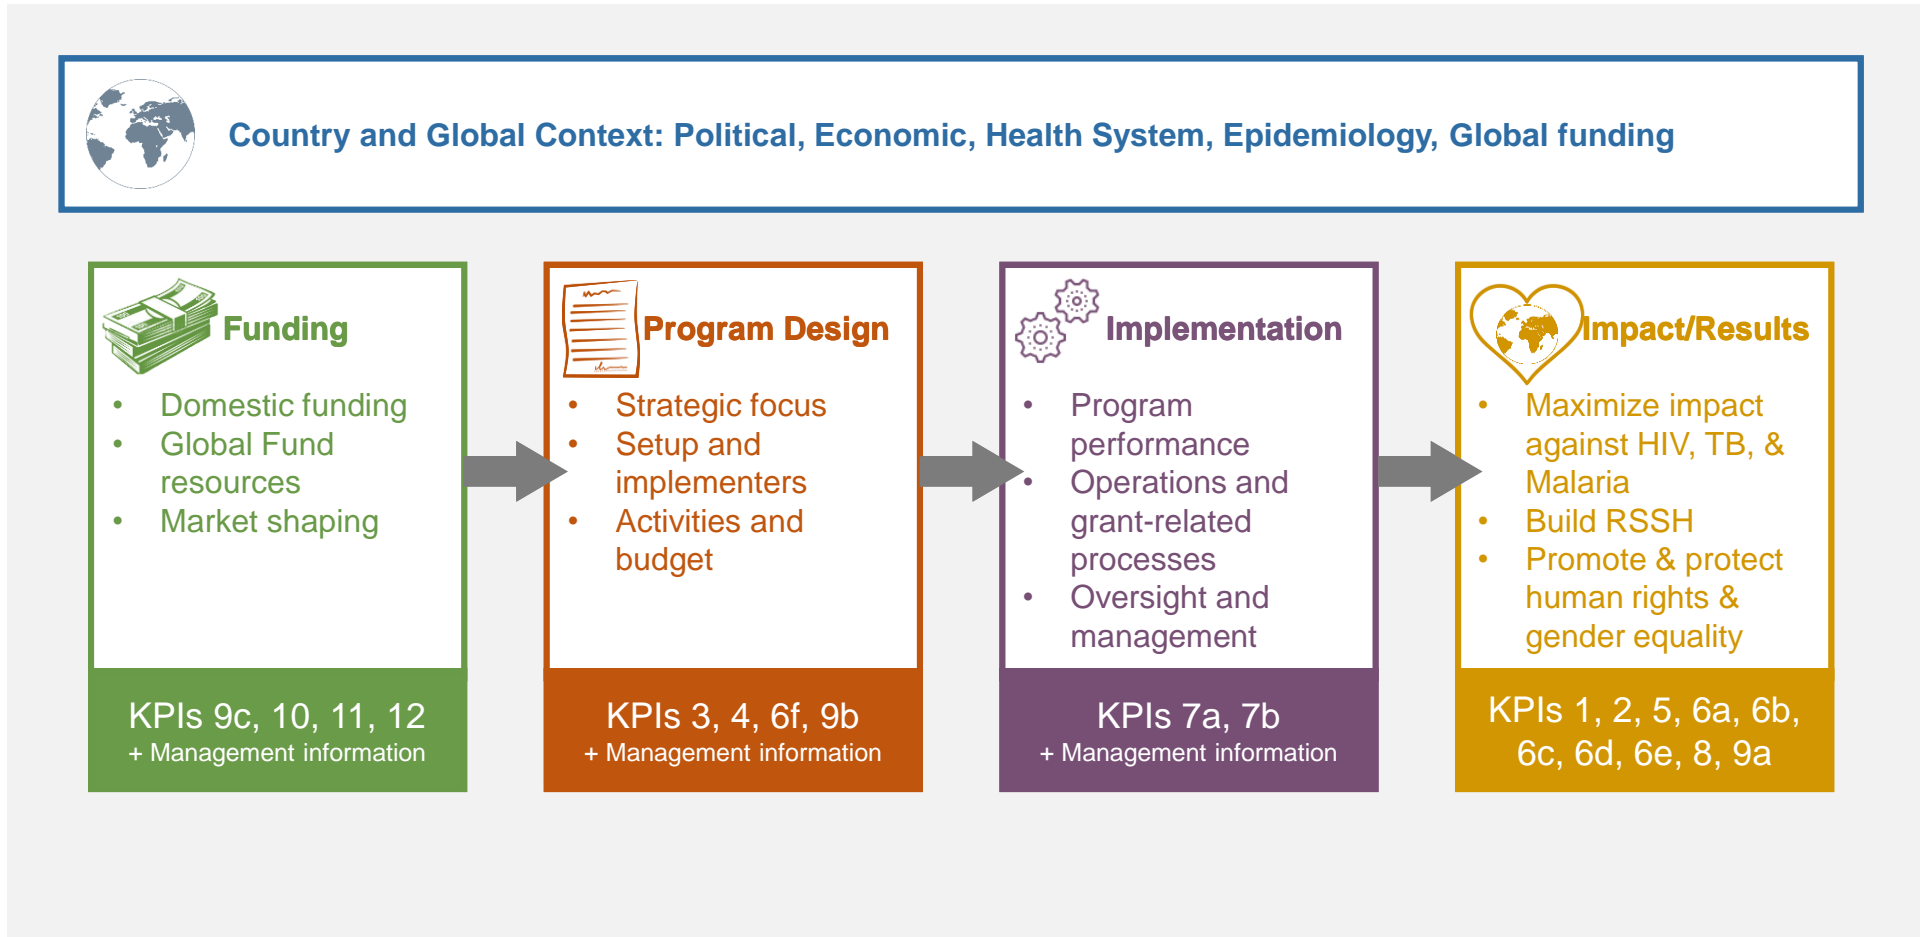 Country and Global Context: Political, Economic, Health System, Epidemiology, Global funding
Funding
• Domestic funding
• Global Fund
resources
• Market shaping
KPIs 9c, 10, 11, 12
+ Management information
Program Design
• Strategic focus
• Setup and
implementers
• Activities and
budget
KPIs 3, 4, 6f, 9b
+ Management information
Implementation
• Program
performance
• Operations and
grant-related
processes
• Oversight and
management
KPIs 7a, 7b
+ Management information
Impact/Results
• Maximize impact
against HIV, TB, &
Malaria
• Build RSSH
• Promote & protect
human rights &
gender equality
KPIs 1, 2, 5, 6a, 6b,
6c, 6d, 6e, 8, 9a